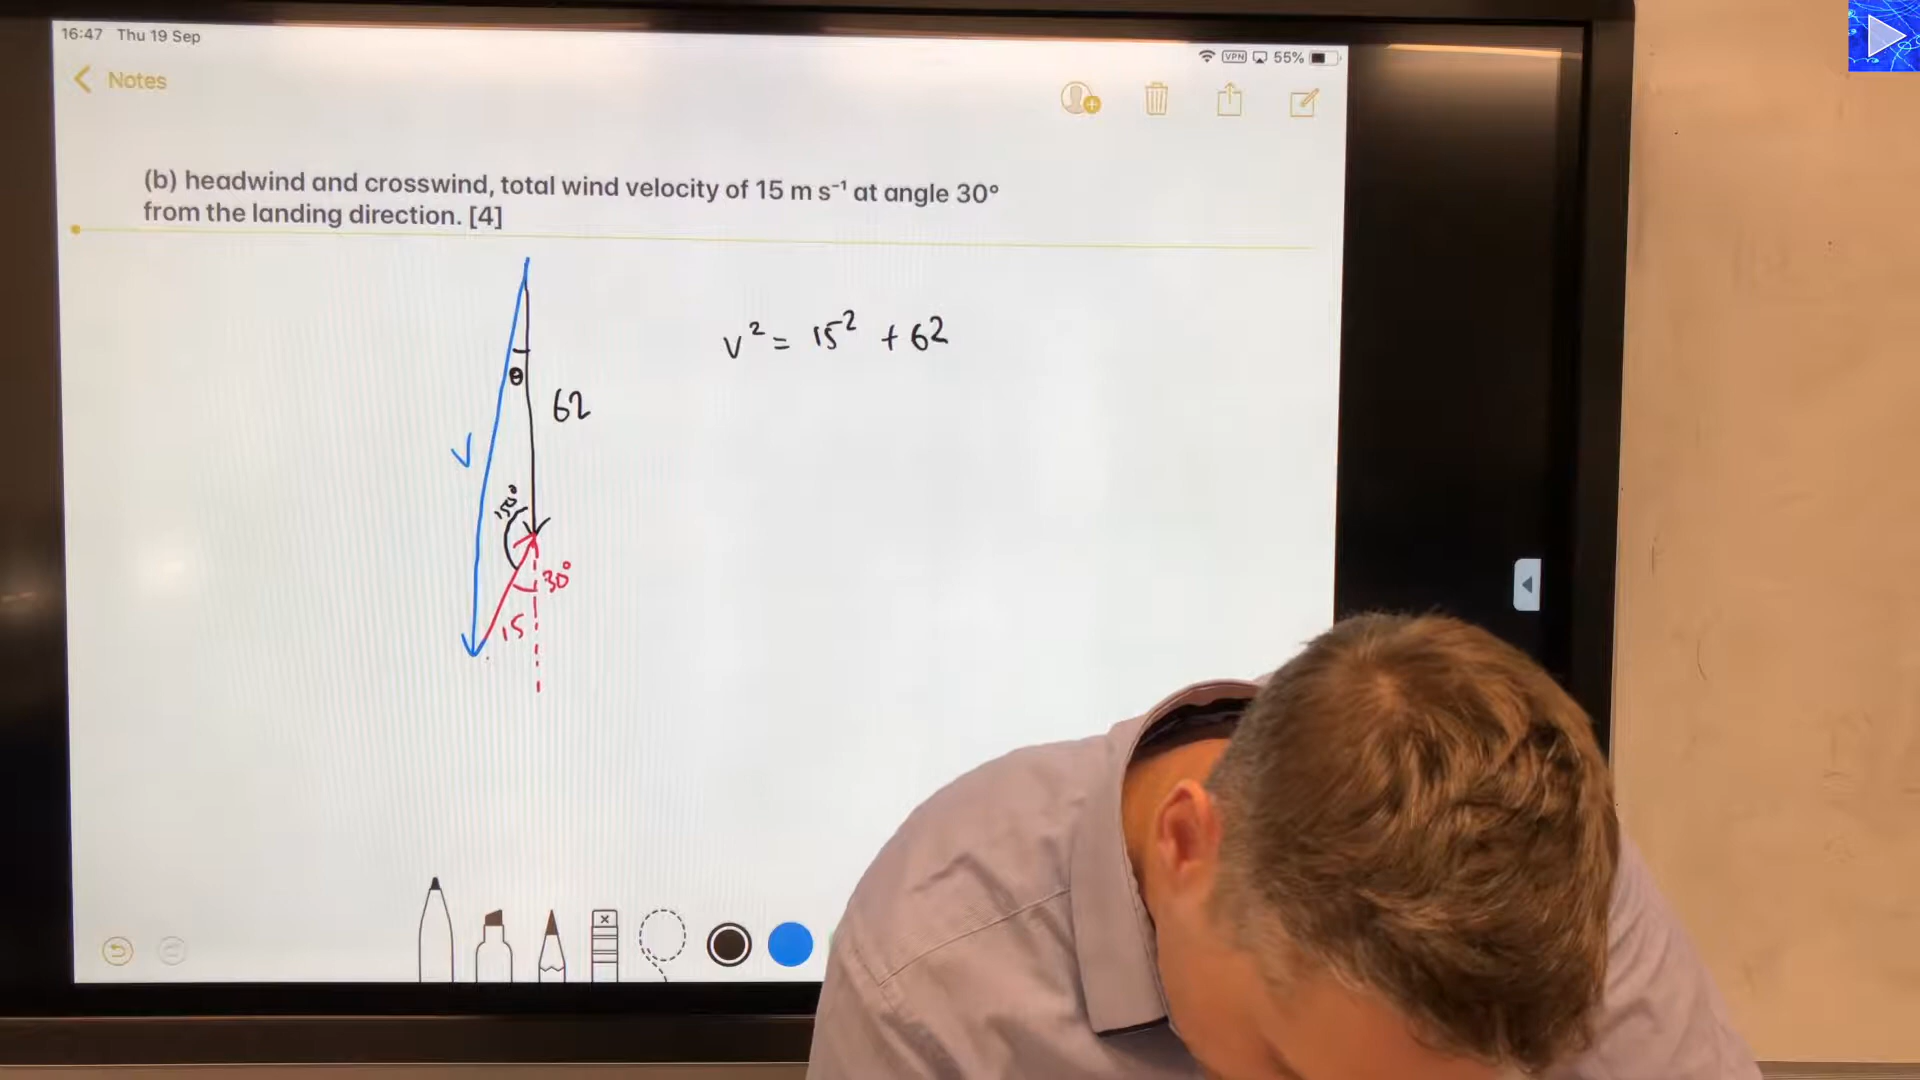 16:47 Thu 19 Sep
VPN 55%
Notes
(b) headwind and crosswind, total wind velocity of 15 m s⁻¹ at angle 30°
from the landing direction. [4]
v² = 15² + 62
θ
62
V
150°
30°
15